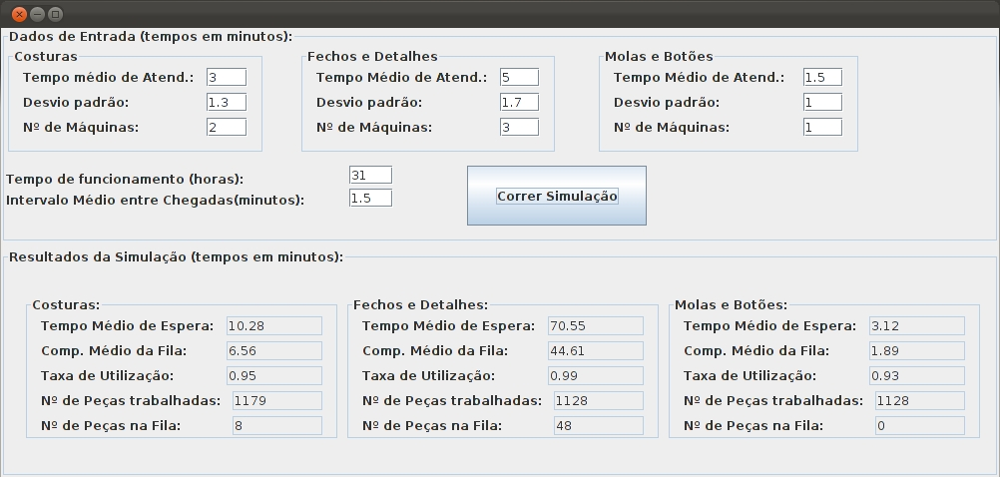 Dados de Entrada (tempos em minutos):
Costuras
Tempo médio de Atend.: 3
Desvio padrão: 1.3
Nº de Máquinas: 2
Fechos e Detalhes
Tempo Médio de Atend.: 5
Desvio padrão: 1.7
Nº de Máquinas: 3
Molas e Botões
Tempo Médio de Atend.: 1.5
Desvio padrão: 1
Nº de Máquinas: 1
Tempo de funcionamento (horas): 31
Intervalo Médio entre Chegadas(minutos): 1.5
Correr Simulação
Resultados da Simulação (tempos em minutos):
Costuras:
Tempo Médio de Espera: 10.28
Comp. Médio da Fila: 6.56
Taxa de Utilização: 0.95
Nº de Peças trabalhadas: 1179
Nº de Peças na Fila: 8
Fechos e Detalhes:
Tempo Médio de Espera: 70.55
Comp. Médio da Fila: 44.61
Taxa de Utilização: 0.99
Nº de Peças trabalhadas: 1128
Nº de Peças na Fila: 48
Molas e Botões:
Tempo Médio de Espera: 3.12
Comp. Médio da Fila: 1.89
Taxa de Utilização: 0.93
Nº de Peças trabalhadas: 1128
Nº de Peças na Fila: 0